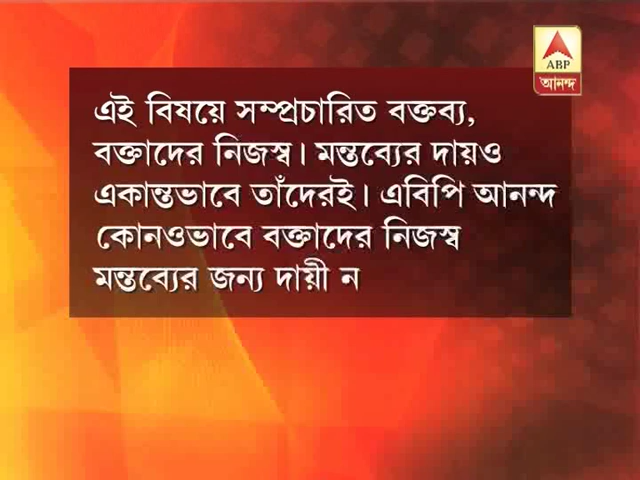 ABP
আনন্দ
এই বিষয়ে সম্প্রচারিত বক্তব্য,
বক্তাদের নিজস্ব। মন্তব্যের দায়ও
একান্তভাবে তাঁদেরই। এবিপি আনন্দ
কোনওভাবে বক্তাদের নিজস্ব
মন্তব্যের জন্য দায়ী ন